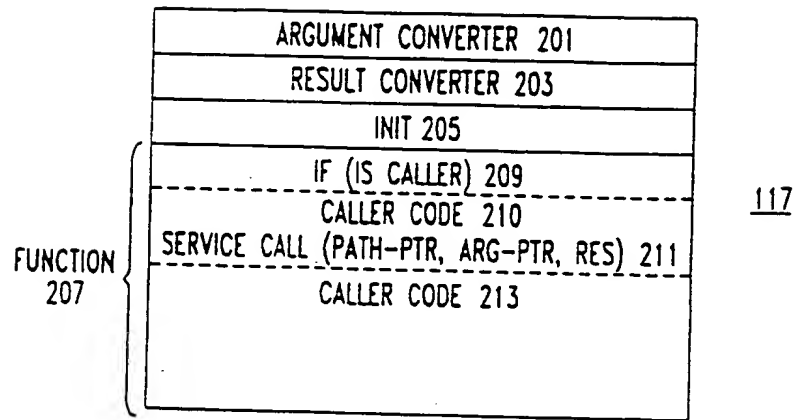 ARGUMENT CONVERTER 201
RESULT CONVERTER 203
INIT 205
IF (IS CALLER) 209
CALLER CODE 210
SERVICE CALL (PATH-PTR, ARG-PTR, RES) 211
CALLER CODE 213
FUNCTION
207
117